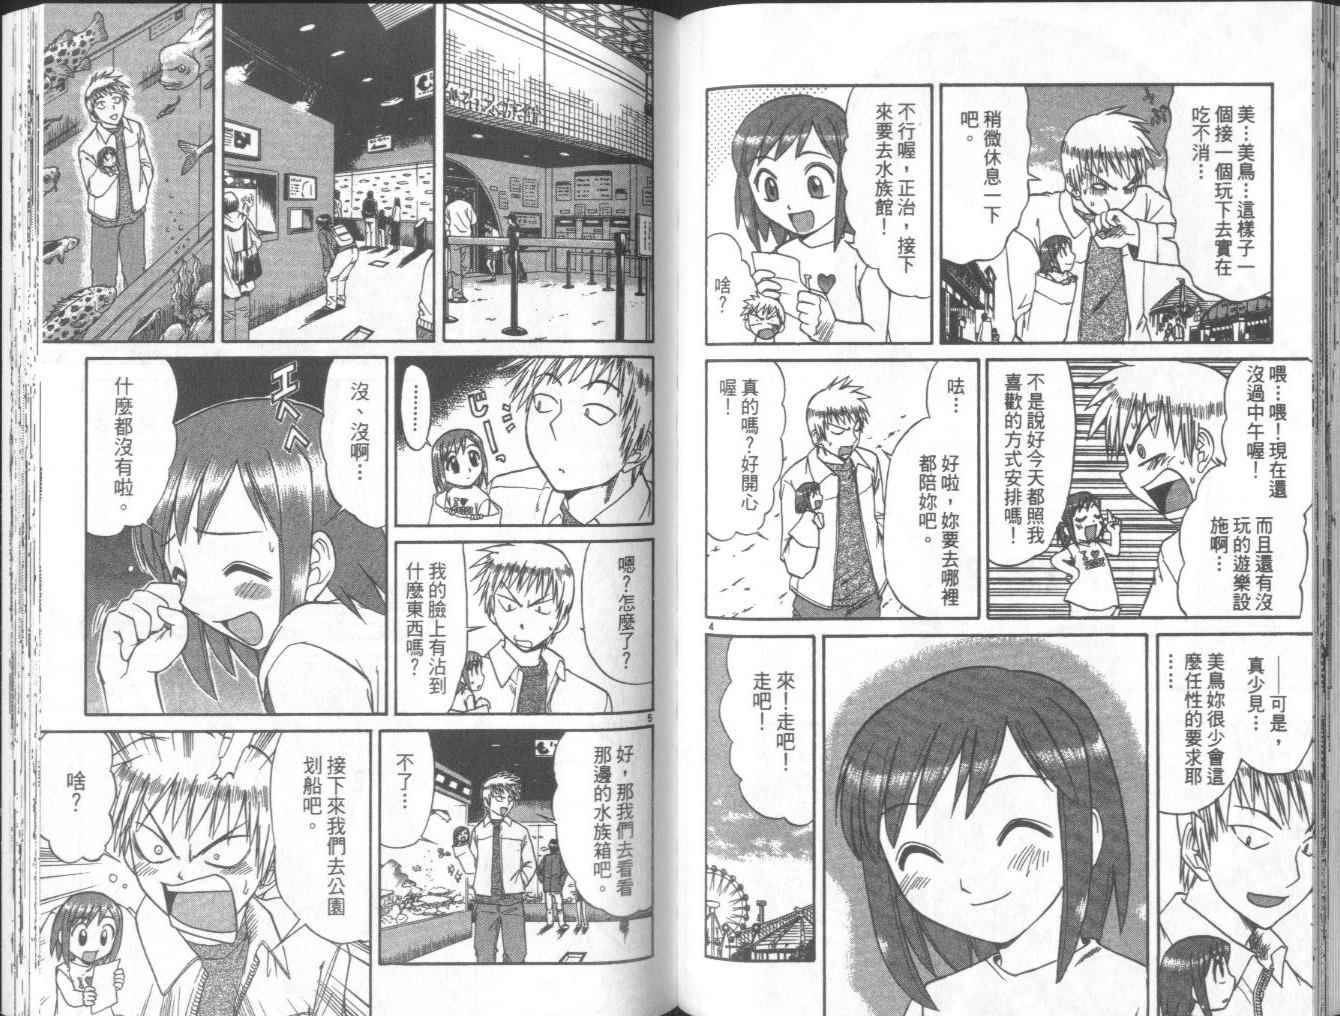 美…美鳥…這樣子一
個接一個玩下去實在
吃不消…
稍微休息一下
吧。
不行喔，正治，接下
來要去水族館！
啥？
喂…喂！現在還
沒過中午喔！
而且還有沒
玩的遊樂設
施啊…
不是說好今天都照我
喜歡的方式安排嗎！
呿…
好啦，妳要去哪裡
都陪妳吧。
真的嗎？好開心
喔！
4
——可是，
真少見…
美鳥妳很少會這
麼任性的要求耶
……
來！走吧！
走吧！
ビーッ
………
沒、沒啊…
エヘヘ
什麼都沒有啦。
嗯？怎麼了？
我的臉上有沾到
什麼東西嗎？
5
好，那我們去看看
那邊的水族箱吧。
不了…
接下來我們去公園
划船吧。
啥？